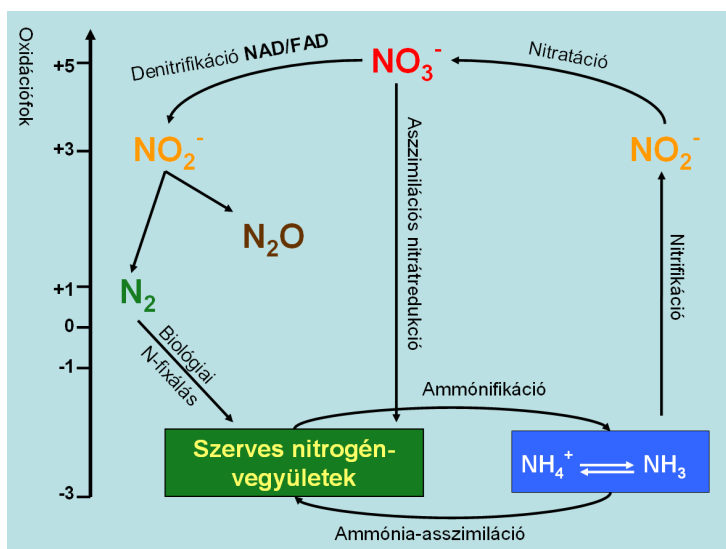 Oxidációfok
+5
+3
+1
0
-1
-3
Denitrifikáció NAD/FAD
NO3-
Nitratáció
NO2-
N2O
N2
Biológiai
N-fixálás
Aszzimilációs nitrátredukció
NO2-
Nitrifikáció
Ammónifikáció
Szerves nitrogén-
vegyületek
NH4+ ⇌ NH3
Ammónia-asszimiláció